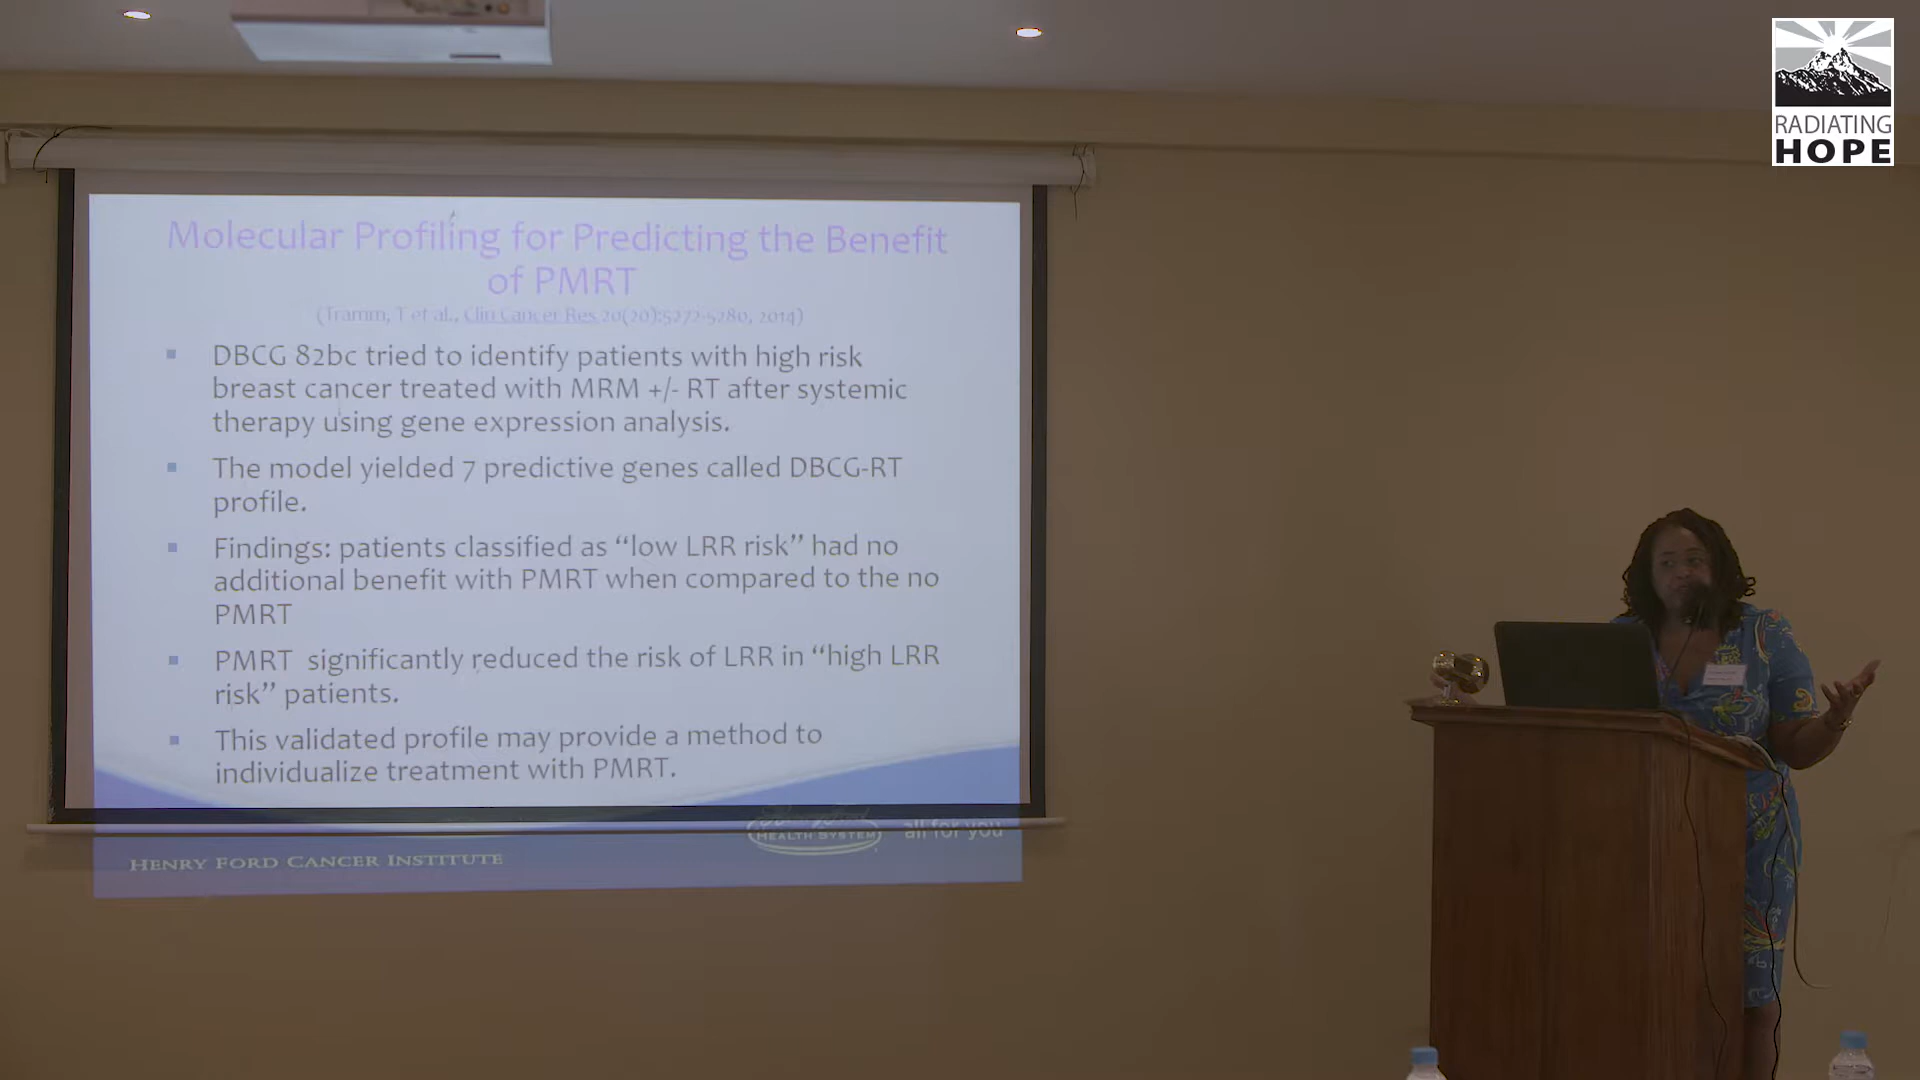 RADIATING
HOPE
Molecular Profiling for Predicting the Benefit
of PMRT
(Tramm, T et al., Clin Cancer Res 20(20):5272-5280, 2014)
DBCG 82bc tried to identify patients with high risk
breast cancer treated with MRM +/- RT after systemic
therapy using gene expression analysis.
The model yielded 7 predictive genes called DBCG-RT
profile.
Findings: patients classified as “low LRR risk” had no
additional benefit with PMRT when compared to the no
PMRT
PMRT significantly reduced the risk of LRR in “high LRR
risk” patients.
This validated profile may provide a method to
individualize treatment with PMRT.
HENRY FORD CANCER INSTITUTE
HEALTH SYSTEM
all for you